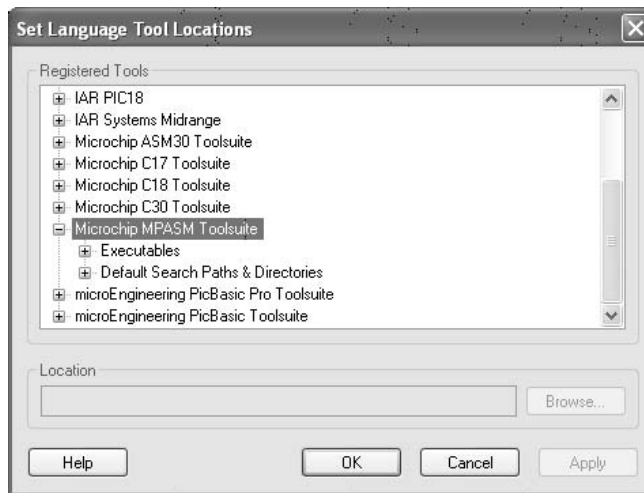 Set Language Tool Locations
Registered Tools
IAR PIC18
IAR Systems Midrange
Microchip ASM30 Toolsuite
Microchip C17 Toolsuite
Microchip C18 Toolsuite
Microchip C30 Toolsuite
Microchip MPASM Toolsuite
Executables
Default Search Paths & Directories
microEngineering PicBasic Pro Toolsuite
microEngineering PicBasic Toolsuite
Location
Browse...
Help OK Cancel Apply